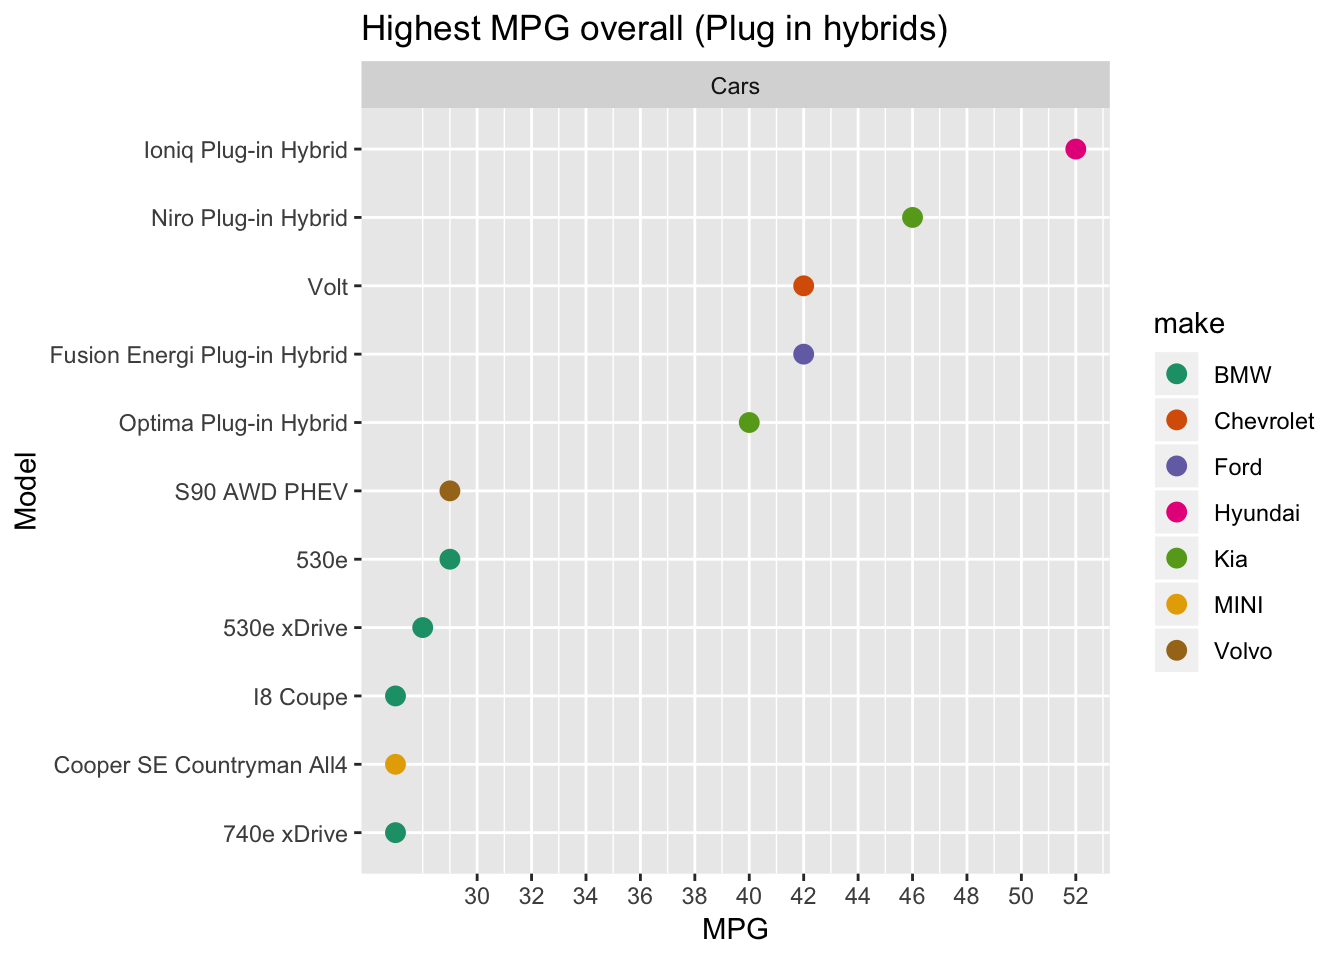 Highest MPG overall (Plug in hybrids)
Cars
Ioniq Plug-in Hybrid
Niro Plug-in Hybrid
Volt
Fusion Energi Plug-in Hybrid
Optima Plug-in Hybrid
S90 AWD PHEV
530e
530e xDrive
I8 Coupe
Cooper SE Countryman All4
740e xDrive
Model
30 32 34 36 38 40 42 44 46 48 50 52
MPG
make
BMW
Chevrolet
Ford
Hyundai
Kia
MINI
Volvo